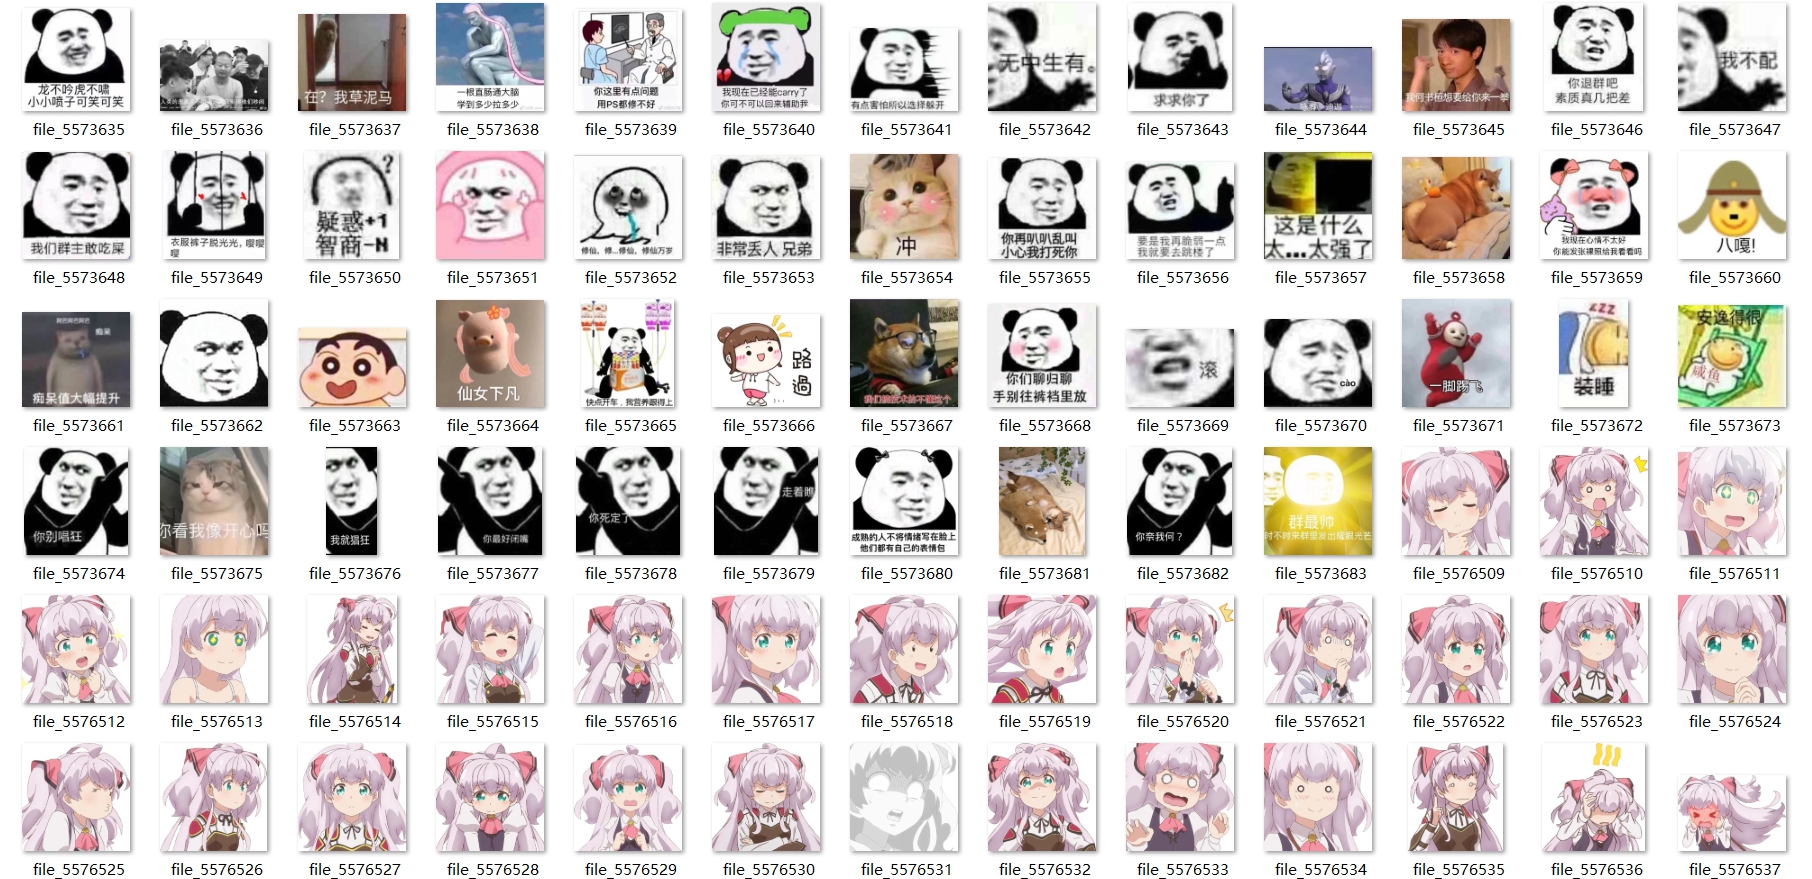 龙不吟虎不啸
小小喷子可笑可笑
在？我草泥马
一根直肠通大脑
学到多少拉多少
你这里有点问题
用PS都修不好
我现在已经能carry了
你可不可以回来辅助我
有点害怕所以选择躲开
无中生有。
求求你了
我何书桓想要给你来一拳
你退群吧
素质真几把差
我不配
file_5573635
file_5573636
file_5573637
file_5573638
file_5573639
file_5573640
file_5573641
file_5573642
file_5573643
file_5573644
file_5573645
file_5573646
file_5573647
我们群主敢吃屎
衣服裤子脱光光，嘤嘤
嘤
?
疑惑+1
智商-N
修仙，修...修仙，修仙万岁
非常丢人 兄弟
冲
你再叭叭乱叫
小心我打死你
要是我再脆弱一点
我就要去跳楼了
这是什么
太...太强了
我现在心情不太好
你能发张裸照给我看看吗
八嘎!
file_5573648
file_5573649
file_5573650
file_5573651
file_5573652
file_5573653
file_5573654
file_5573655
file_5573656
file_5573657
file_5573658
file_5573659
file_5573660
阿巴阿巴阿巴
痴呆
痴呆值大幅提升
仙女下凡
快点开车，我营养跟得上
路
過
你们聊归聊
手别往裤裆里放
滚
cào
一脚踢飞
zzz
装睡
安逸得很
咸鱼
file_5573661
file_5573662
file_5573663
file_5573664
file_5573665
file_5573666
file_5573667
file_5573668
file_5573669
file_5573670
file_5573671
file_5573672
file_5573673
你别唱狂
你看我像开心吗
我就猖狂
你最好闭嘴
你死定了
走着瞧
成熟的人不将情绪写在脸上
他们都有自己的表情包
你奈我何？
群最帅
时不时来群里发出耀眼光芒
file_5573674
file_5573675
file_5573676
file_5573677
file_5573678
file_5573679
file_5573680
file_5573681
file_5573682
file_5573683
file_5576509
file_5576510
file_5576511
file_5576512
file_5576513
file_5576514
file_5576515
file_5576516
file_5576517
file_5576518
file_5576519
file_5576520
file_5576521
file_5576522
file_5576523
file_5576524
file_5576525
file_5576526
file_5576527
file_5576528
file_5576529
file_5576530
file_5576531
file_5576532
file_5576533
file_5576534
file_5576535
file_5576536
file_5576537